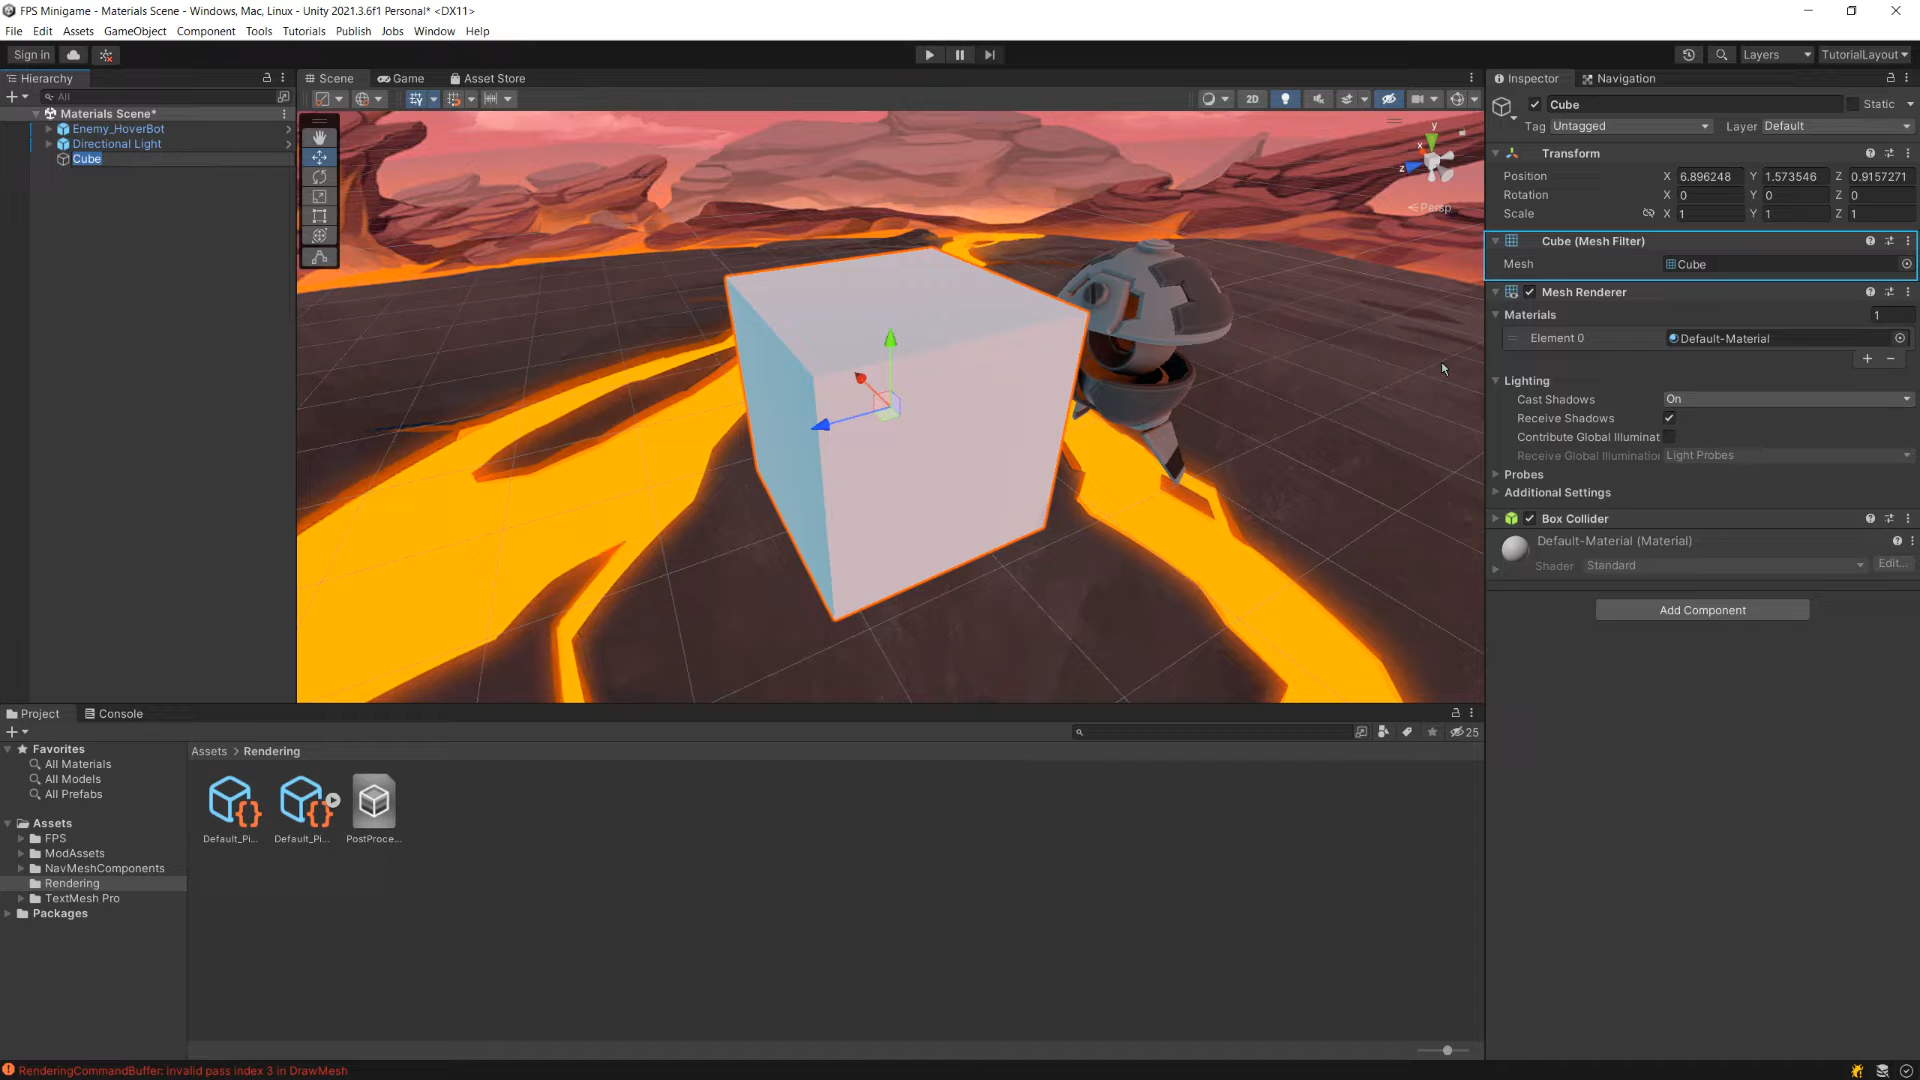 FPS Minigame - Materials Scene - Windows, Mac, Linux - Unity 2021.3.6f1 Personal* <DX11>
File Edit Assets GameObject Component Tools Tutorials Publish Jobs Window Help
Sign in
Layers
TutorialLayout
Hierarchy
Scene
Game
Asset Store
Inspector
Navigation
All
2D
Materials Scene*
Enemy_HoverBot
Directional Light
Cube
y
x
z
Persp
Cube
Static
Tag Untagged
Layer Default
Transform
Position X 6.896248 Y 1.573546 Z 0.9157271
Rotation X 0 Y 0 Z 0
Scale X 1 Y 1 Z 1
Cube (Mesh Filter)
Mesh Cube
Mesh Renderer
Materials 1
Element 0 Default-Material
Lighting
Cast Shadows On
Receive Shadows
Contribute Global Illuminat
Receive Global Illuminatio Light Probes
Probes
Additional Settings
Box Collider
Default-Material (Material)
Shader Standard Edit...
Add Component
Project
Console
25
Favorites
All Materials
All Models
All Prefabs
Assets
FPS
ModAssets
NavMeshComponents
Rendering
TextMesh Pro
Packages
Assets > Rendering
Default_Pi...
Default_Pi...
PostProce...
RenderingCommandBuffer: invalid pass index 3 in DrawMesh